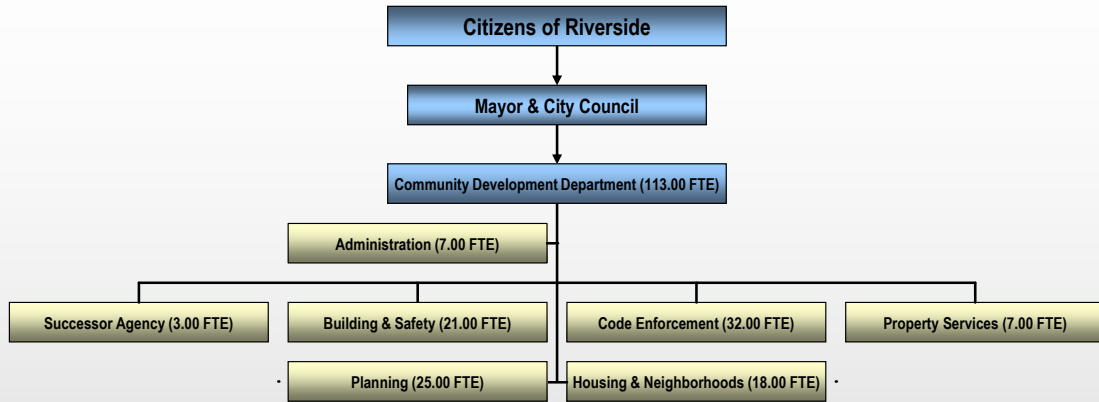 Citizens of Riverside
Mayor & City Council
Community Development Department (113.00 FTE)
Administration (7.00 FTE)
Successor Agency (3.00 FTE)
Building & Safety (21.00 FTE)
Code Enforcement (32.00 FTE)
Property Services (7.00 FTE)
Planning (25.00 FTE)
Housing & Neighborhoods (18.00 FTE)